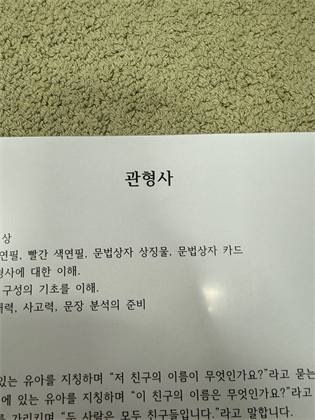 관형사
상
연필, 빨간 색연필, 문법상자 상징물, 문법상자 카드
형사에 대한 이해.
구성의 기초를 이해.
해력, 사고력, 문장 분석의 준비
있는 유아를 지칭하며 “저 친구의 이름이 무엇인가요?”라고 묻는
에 있는 유아를 지칭하며 “이 친구의 이름은 무엇인가요?”라고
를 가리키며 “두 사람은 모두 친구들입니다.”라고 말합니다.